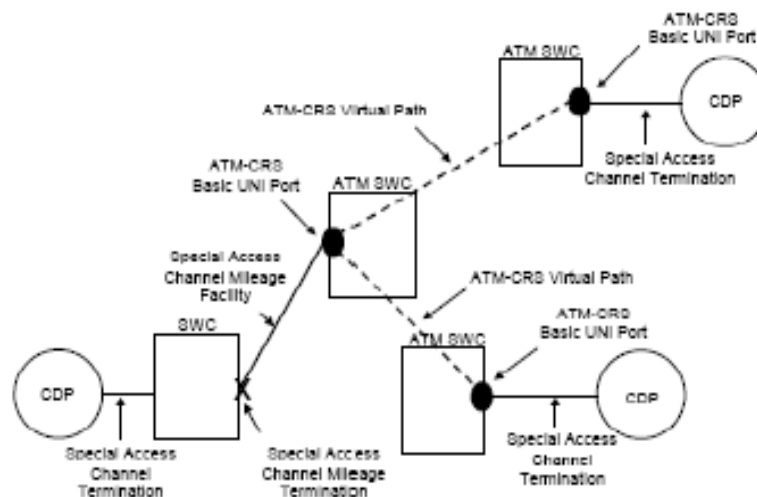 ATM-CRS
Basic UNI Port
ATM SWC
CDP
ATM-CRS Virtual Path
Special Access
Channel Termination
ATM-CRS
Basic UNI Port
ATM SWC
Special Access
Channel Mileage
Facility
ATM-CRS Virtual Path
ATM-CRS
Basic UNI Port
SWC
ATM SWC
CDP
CDP
Special Access
Channel
Termination
Special Access
Channel Mileage
Termination
Special Access
Channel
Termination